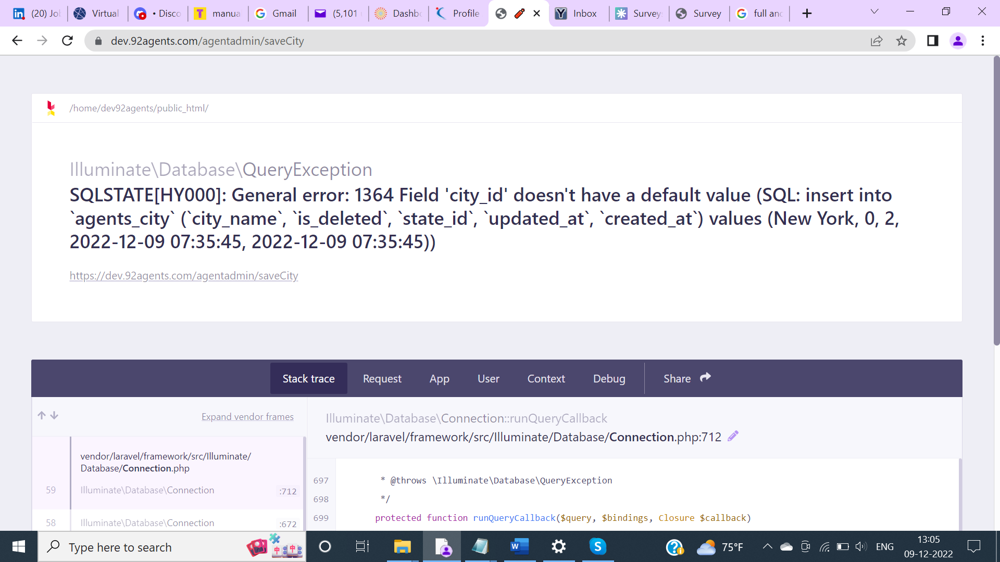 (20) Jo
Virtual
• Disco
manua
Gmail
(5,101
Dashbo
Profile
Inbox
Survey
Survey
full and
dev.92agents.com/agentadmin/saveCity
/home/dev92agents/public_html/
Illuminate\Database\QueryException
SQLSTATE[HY000]: General error: 1364 Field 'city_id' doesn't have a default value (SQL: insert into
`agents_city` (`city_name`, `is_deleted`, `state_id`, `updated_at`, `created_at`) values (New York, 0, 2,
2022-12-09 07:35:45, 2022-12-09 07:35:45))
https://dev.92agents.com/agentadmin/saveCity
Stack trace Request App User Context Debug Share
Expand vendor frames
vendor/laravel/framework/src/Illuminate/
Database/Connection.php
59 Illuminate\Database\Connection :712
58 Illuminate\Database\Connection :672
Illuminate\Database\Connection::runQueryCallback
vendor/laravel/framework/src/Illuminate/Database/Connection.php:712
697 * @throws \Illuminate\Database\QueryException
698 */
699 protected function runQueryCallback($query, $bindings, Closure $callback)
Type here to search
75°F
ENG
13:05
09-12-2022